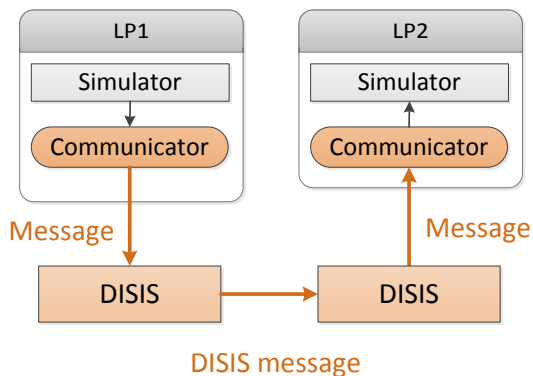 LP1
Simulator
Communicator
LP2
Simulator
Communicator
Message
Message
DISIS
DISIS
DISIS message